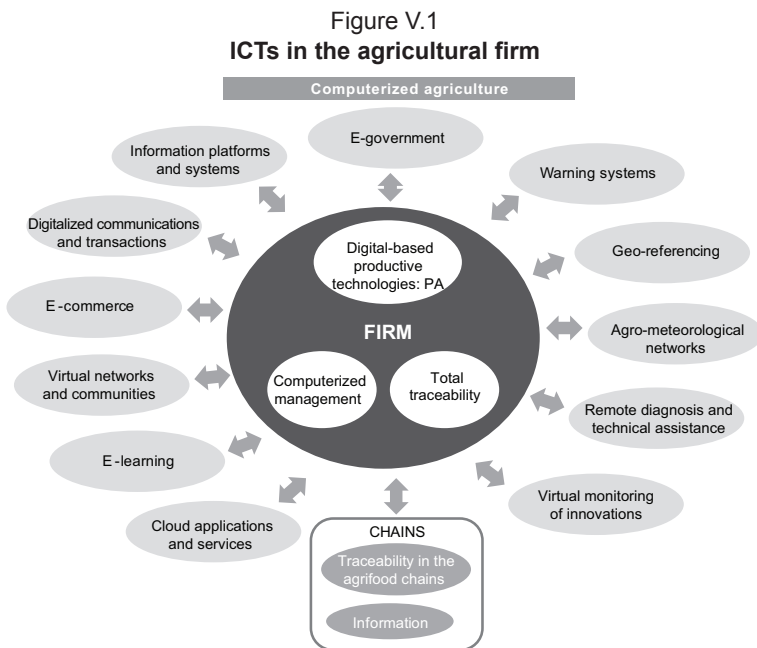 Figure V.1
ICTs in the agricultural firm
Computerized agriculture
E-government
Information platforms
and systems
Warning systems
Digitalized communications
and transactions
Digital-based
productive
technologies: PA
Geo-referencing
E-commerce
FIRM
Agro-meteorological
networks
Virtual networks
and communities
Computerized
management
Total
traceability
Remote diagnosis and
technical assistance
E-learning
Virtual monitoring
of innovations
Cloud applications
and services
CHAINS
Traceability in the
agrifood chains
Information